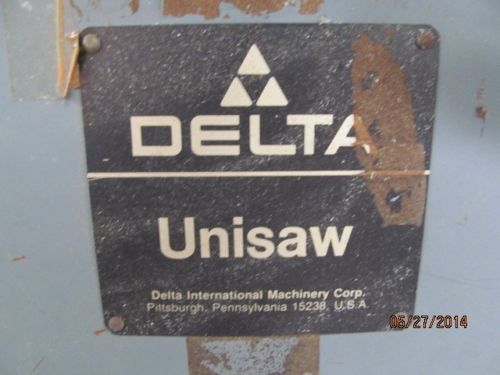 DELTA
Unisaw
Delta International Machinery Corp.
Pittsburgh, Pennsylvania 15238, U.S.A.
05/27/2014